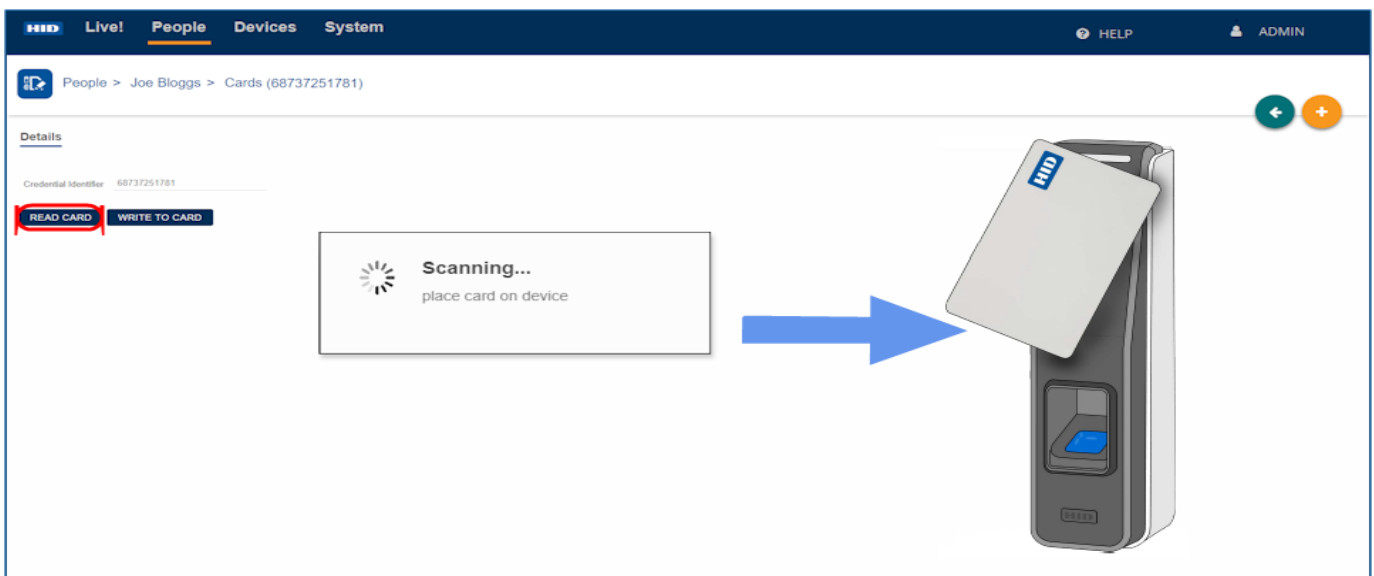 HID Live! People Devices System HELP ADMIN
People > Joe Bloggs > Cards (68737251781)
Details
HID
Credential Identifier 68737251781
READ CARD WRITE TO CARD
Scanning...
place card on device
HID